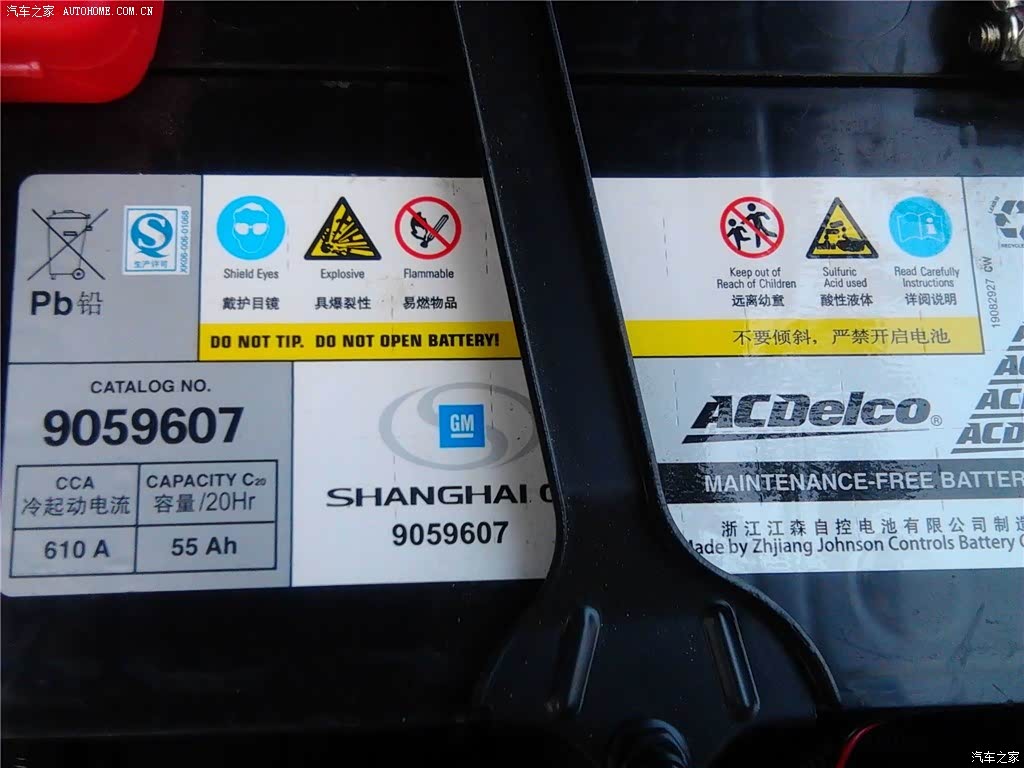 汽车之家 AUTOHOME.COM.CN
Pb 铅
生产许可
XK06-006-01068
Shield Eyes
戴护目镜
Explosive
具爆裂性
Flammable
易燃物品
Keep out of
Reach of Children
远离幼童
Sulfuric
Acid used
酸性液体
Read Carefully
Instructions
详阅说明
19082927 CW
DO NOT TIP. DO NOT OPEN BATTERY!
不要倾斜, 严禁开启电池
CATALOG NO.
9059607
CCA
冷起动电流
CAPACITY C20
容量/20Hr
610 A
55 Ah
GM
SHANGHAI
9059607
ACDelco®
MAINTENANCE-FREE BATTER
浙江江森自控电池有限公司制造
Made by Zhjiang Johnson Controls Battery C
汽车之家